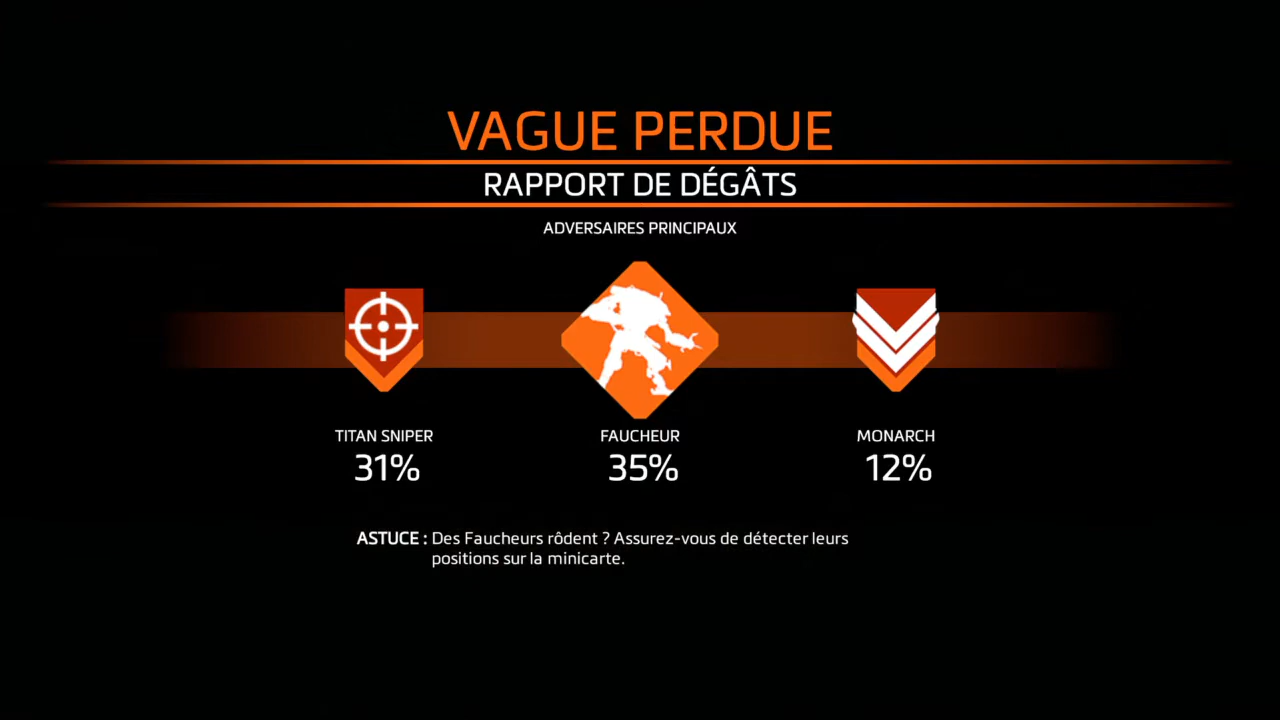 VAGUE PERDUE
RAPPORT DE DÉGÂTS
ADVERSAIRES PRINCIPAUX
TITAN SNIPER
31%
FAUCHEUR
35%
MONARCH
12%
ASTUCE : Des Faucheurs rôdent ? Assurez-vous de détecter leurs
positions sur la minicarte.